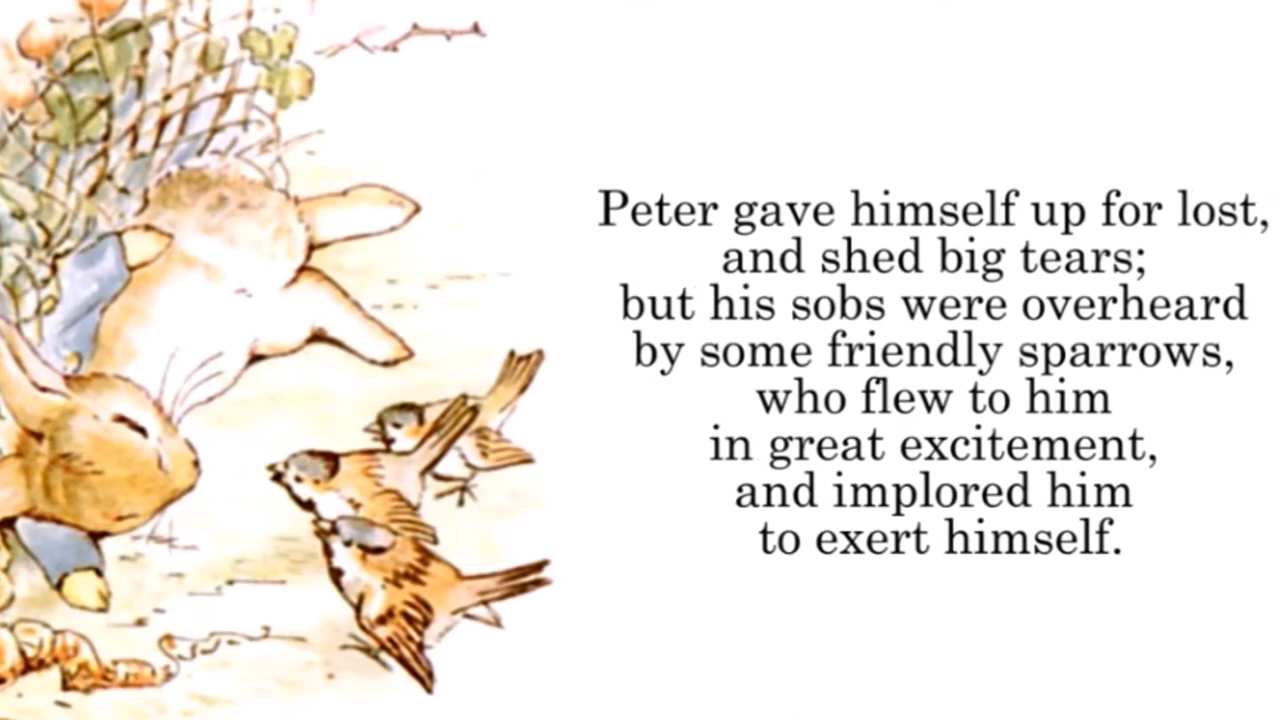 Peter gave himself up for lost,
and shed big tears;
but his sobs were overheard
by some friendly sparrows,
who flew to him
in great excitement,
and implored him
to exert himself.